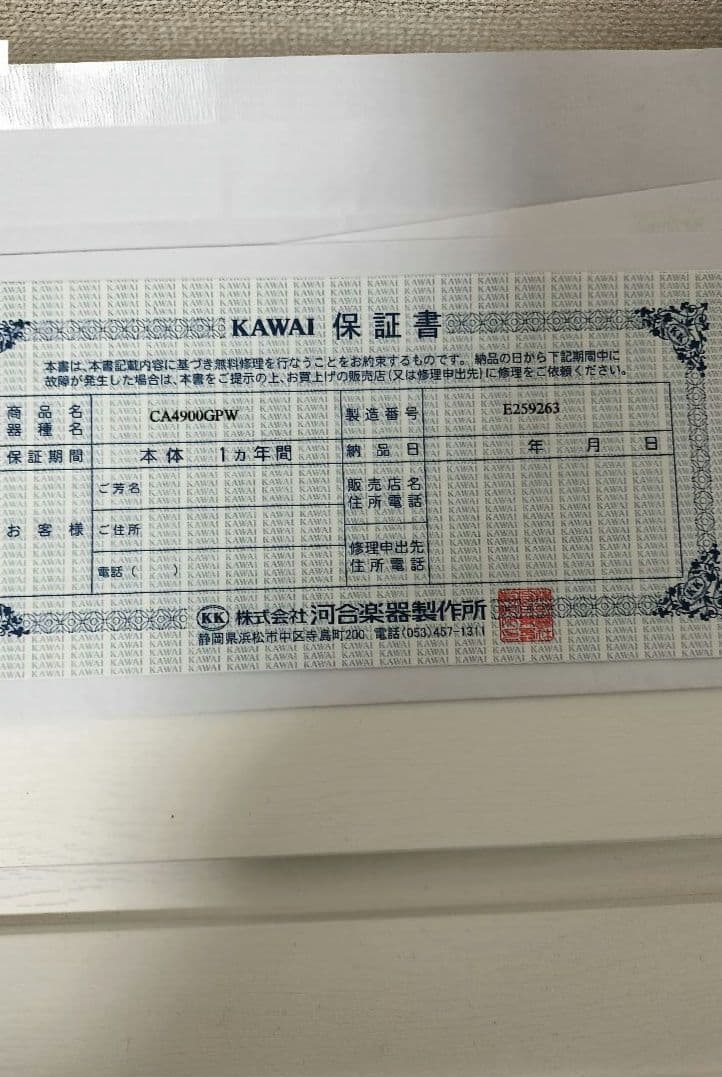 KAWAI 保証書
本書は、本書記載内容に基づき無料修理を行なうことをお約束するものです。納品の日から下記期間中に
故障が発生した場合は、本書をご提示の上、お買上げの販売店(又は修理申出先)に修理をご依頼ください。
商品名
器種名
CA4900GPW
製造番号
E259263
保証期間
本体 1ヵ年間
納品日
年 月 日
お客様
ご芳名
ご住所
電話( )
販売店名
住所電話
修理申出先
住所電話
KK 株式会社 河合楽器製作所
静岡県浜松市中区寺島町200 電話(053)457-1311